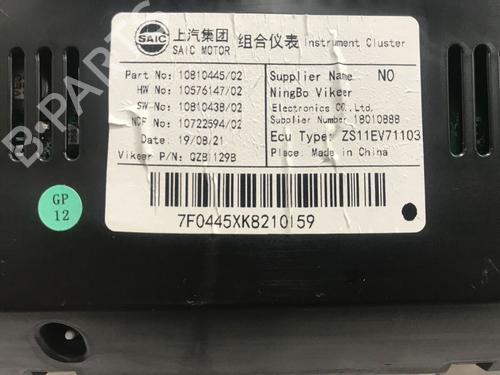 SAIC
上汽集团
SAIC MOTOR
组合仪表 Instrument Cluster
Part No: 10810445/02
HW No: 10576147/02
SW No: 10810438/02
NCF No: 10722594/02
Date: 19/08/21
Vikeer P/N: QZB 129B
Supplier Name NO
NingBo Vikeer
Electronics CO.,Ltd.
Supplier Number 18010888
Ecu Type: ZS11EV71103
Place: Made in China
7F0445XK8210159
GP
12